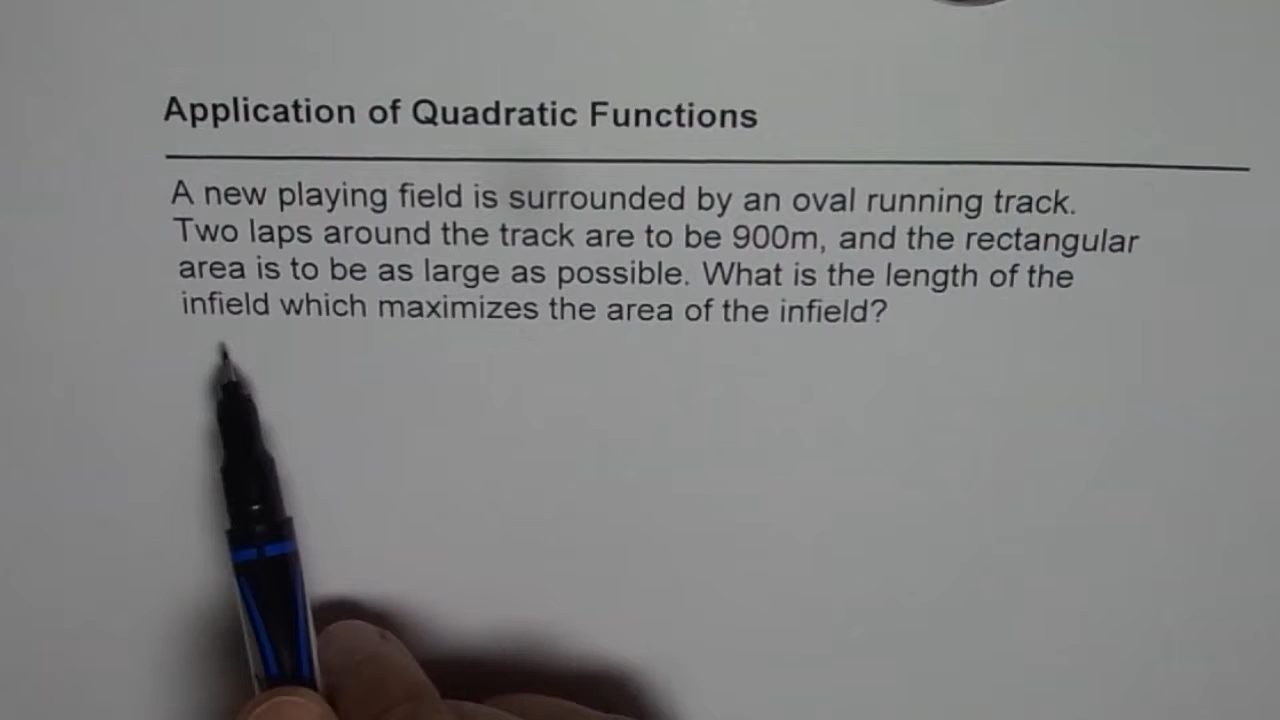 Application of Quadratic Functions
A new playing field is surrounded by an oval running track.
Two laps around the track are to be 900m, and the rectangular
area is to be as large as possible. What is the length of the
infield which maximizes the area of the infield?